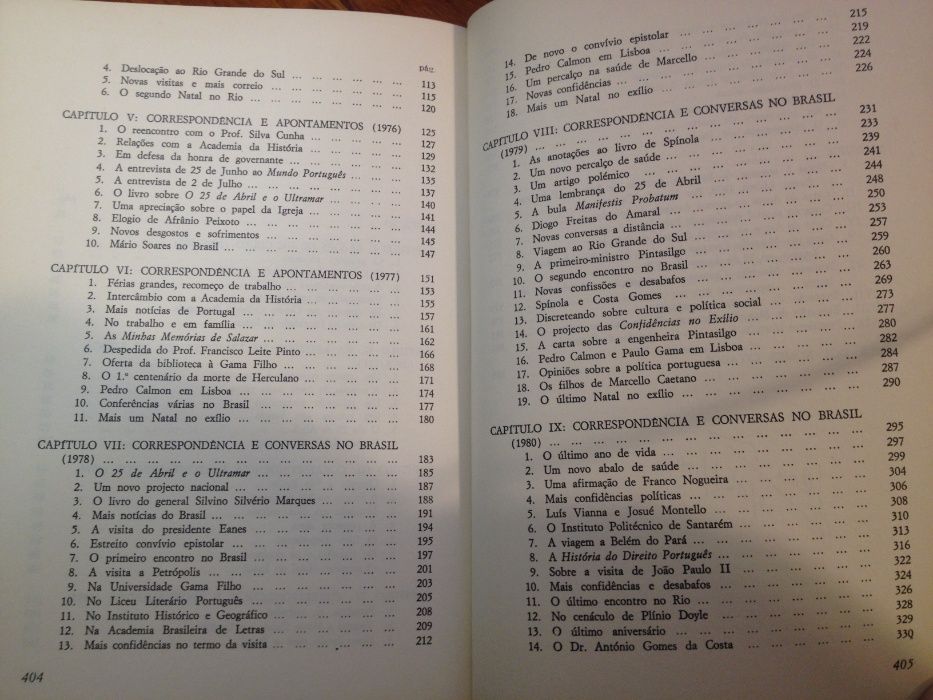 pág.
4. Deslocação ao Rio Grande do Sul ... ... ... ... ... ... 113
5. Novas visitas e mais correio ... ... ... ... ... ... ... 115
6. O segundo Natal no Rio ... ... ... ... ... ... ... ... 120
CAPÍTULO V: CORRESPONDÊNCIA E APONTAMENTOS (1976) 125
1. O reencontro com o Prof. Silva Cunha ... ... ... ... 127
2. Relações com a Academia da História ... ... ... ... 129
3. Em defesa da honra de governante ... ... ... ... ... 132
4. A entrevista de 25 de Junho ao Mundo Português ... ... 135
5. A entrevista de 2 de Julho ... ... ... ... ... ... ... 137
6. O livro sobre O 25 de Abril e o Ultramar ... ... ... 140
7. Uma apreciação sobre o papel da Igreja ... ... ... ... 141
8. Elogio de Afrânio Peixoto ... ... ... ... ... ... ... 144
9. Novos desgostos e sofrimentos ... ... ... ... ... ... 145
10. Mário Soares no Brasil ... ... ... ... ... ... ... ... 147
CAPÍTULO VI: CORRESPONDÊNCIA E APONTAMENTOS (1977) 151
1. Férias grandes, recomeço de trabalho ... ... ... ... ... 153
2. Intercâmbio com a Academia da História ... ... ... ... 155
3. Mais notícias de Portugal ... ... ... ... ... ... ... 157
4. No trabalho e em família ... ... ... ... ... ... ... 161
5. As Minhas Memórias de Salazar ... ... ... ... ... ... 162
6. Despedida do Prof. Francisco Leite Pinto ... ... ... ... 166
7. Oferta da biblioteca à Gama Filho ... ... ... ... ... 168
8. O 1.º centenário da morte de Herculano ... ... ... ... 171
9. Pedro Calmon em Lisboa ... ... ... ... ... ... ... 174
10. Conferências várias no Brasil ... ... ... ... ... ... 177
11. Mais um Natal no exílio ... ... ... ... ... ... ... 180
CAPÍTULO VII: CORRESPONDÊNCIA E CONVERSAS NO BRASIL
(1978) ... ... ... ... ... ... ... ... ... ... ... ... 183
1. O 25 de Abril e o Ultramar ... ... ... ... ... ... 185
2. Um novo projecto nacional ... ... ... ... ... ... ... 187
3. O livro do general Silvino Silvério Marques ... ... ... 188
4. Mais notícias do Brasil ... ... ... ... ... ... ... ... 191
5. A visita do presidente Eanes ... ... ... ... ... ... ... 194
6. Estreito convívio epistolar ... ... ... ... ... ... ... 195
7. O primeiro encontro no Brasil ... ... ... ... ... ... 197
8. A visita a Petrópolis ... ... ... ... ... ... ... ... 201
9. Na Universidade Gama Filho ... ... ... ... ... ... 203
10. No Liceu Literário Português ... ... ... ... ... ... 205
11. No Instituto Histórico e Geográfico ... ... ... ... ... 208
12. Na Academia Brasileira de Letras ... ... ... ... ... 209
13. Mais confidências no termo da visita ... ... ... ... ... 212
404
14. De novo o convívio epistolar ... ... ... ... ... ... 215
15. Pedro Calmon em Lisboa ... ... ... ... ... ... ... 219
16. Um percalço na saúde de Marcello ... ... ... ... ... 222
17. Novas confidências ... ... ... ... ... ... ... ... 224
18. Mais um Natal no exílio ... ... ... ... ... ... ... 226
CAPÍTULO VIII: CORRESPONDÊNCIA E CONVERSAS NO BRASIL
(1979) ... ... ... ... ... ... ... ... ... ... ... ... 231
1. As anotações ao livro de Spínola ... ... ... ... ... 233
2. Um novo percalço de saúde ... ... ... ... ... ... ... 239
3. Um artigo polémico ... ... ... ... ... ... ... ... 241
4. Uma lembrança do 25 de Abril ... ... ... ... ... ... 244
5. A bula Manifestis Probatum ... ... ... ... ... ... 248
6. Diogo Freitas do Amaral ... ... ... ... ... ... ... 250
7. Novas conversas a distância ... ... ... ... ... ... ... 253
8. Viagem ao Rio Grande do Sul ... ... ... ... ... ... 257
9. A primeiro-ministro Pintasilgo ... ... ... ... ... ... 259
10. O segundo encontro no Brasil ... ... ... ... ... ... 260
11. Novas confissões e desabafos ... ... ... ... ... ... 263
12. Spínola e Costa Gomes ... ... ... ... ... ... ... 269
13. Discreteando sobre cultura e política social ... ... ... 273
14. O projecto das Confidências no Exílio ... ... ... ... 277
15. A carta sobre a engenheira Pintasilgo ... ... ... ... 280
16. Pedro Calmon e Paulo Gama em Lisboa ... ... ... ... 282
17. Opiniões sobre a política portuguesa ... ... ... ... ... 284
18. Os filhos de Marcello Caetano ... ... ... ... ... ... 287
19. O último Natal no exílio ... ... ... ... ... ... ... 290
CAPÍTULO IX: CORRESPONDÊNCIA E CONVERSAS NO BRASIL
(1980) ... ... ... ... ... ... ... ... ... ... ... ... 295
1. O último ano de vida ... ... ... ... ... ... ... ... 297
2. Um novo abalo de saúde ... ... ... ... ... ... ... 299
3. Uma afirmação de Franco Nogueira ... ... ... ... ... 304
4. Mais confidências políticas ... ... ... ... ... ... ... 306
5. Luís Vianna e Josué Montello ... ... ... ... ... ... 308
6. O Instituto Politécnico de Santarém ... ... ... ... ... 310
7. A viagem a Belém do Pará ... ... ... ... ... ... ... 313
8. A História do Direito Português ... ... ... ... ... ... 316
9. Sobre a visita de João Paulo II ... ... ... ... ... ... 322
10. Mais confidências e desabafos ... ... ... ... ... ... 324
11. O último encontro no Rio ... ... ... ... ... ... ... 326
12. No cenáculo de Plínio Doyle ... ... ... ... ... ... 328
13. O último aniversário ... ... ... ... ... ... ... ... 329
14. O Dr. António Gomes da Costa ... ... ... ... ... ... 330
405